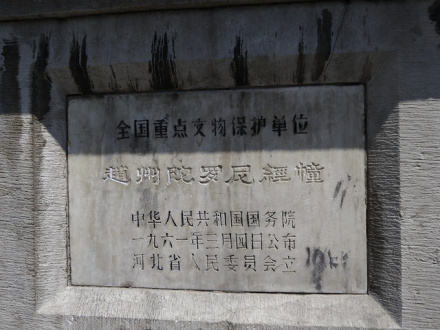 全国重点文物保护单位
趙州陀罗尼經幢
中华人民共和国国务院
一九六一年三月四日公布
河北省人民委员会立